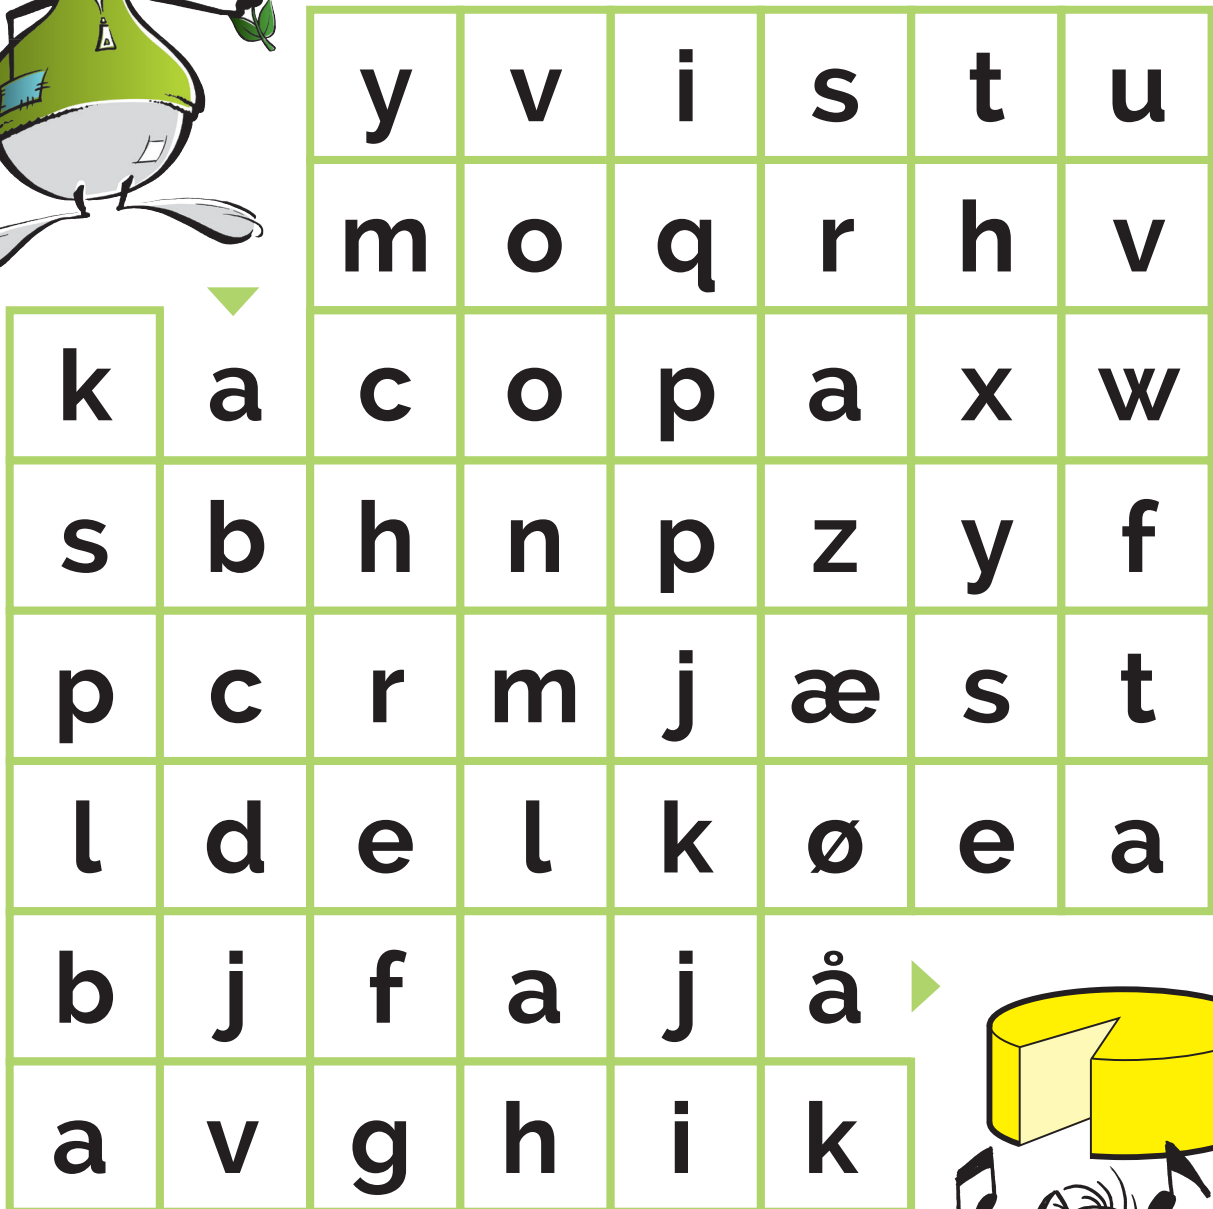 y v i s t u
m o q r h v
k a c o p a x w
s b h n p z y f
p c r m j æ s t
l d e l k ø e a
b j f a j å
a v g h i k